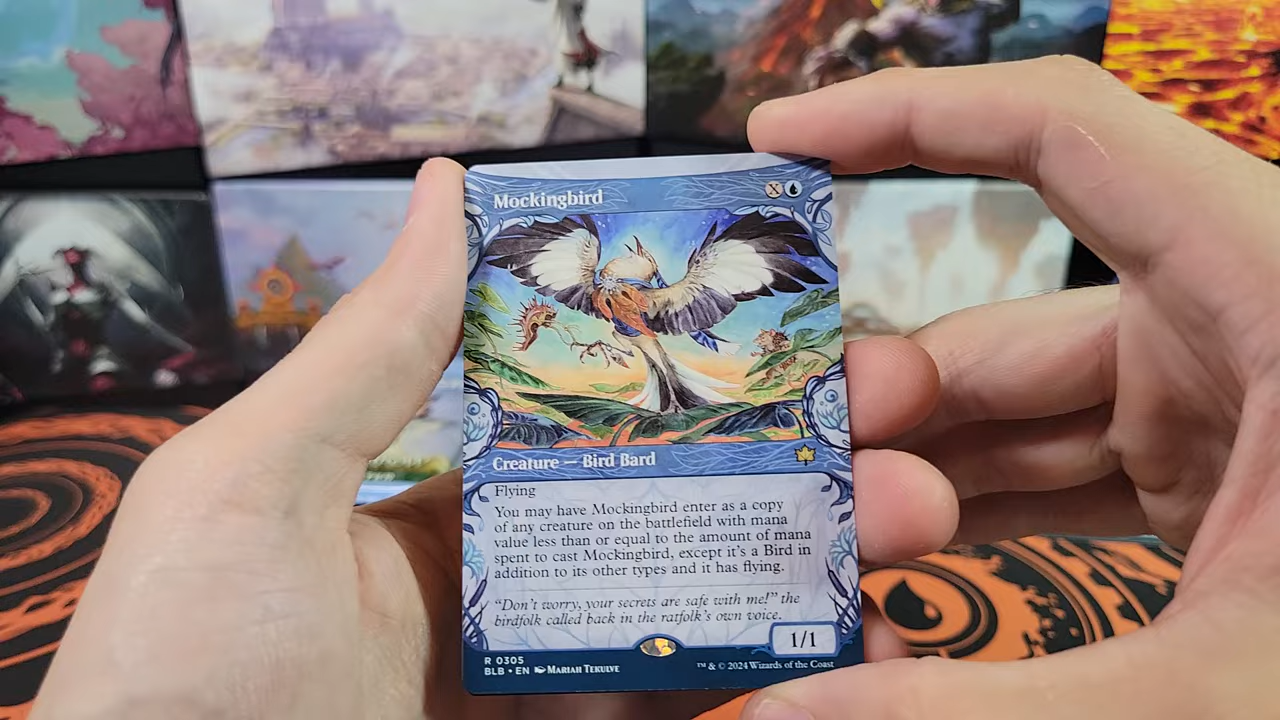 Mockingbird
X
Creature — Bird Bard
Flying
You may have Mockingbird enter as a copy
of any creature on the battlefield with mana
value less than or equal to the amount of mana
spent to cast Mockingbird, except it's a Bird in
addition to its other types and it has flying.
"Don't worry, your secrets are safe with me!" the
birdfolk called back in the ratfolk's own voice.
1/1
R 0305
BLB • EN MARIAH TEKULVE
™ & © 2024 Wizards of the Coast